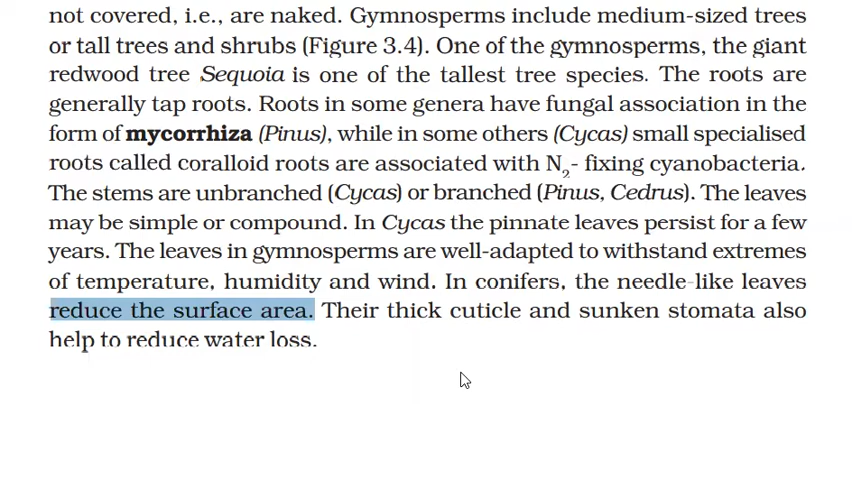 not covered, i.e., are naked. Gymnosperms include medium-sized trees
or tall trees and shrubs (Figure 3.4). One of the gymnosperms, the giant
redwood tree Sequoia is one of the tallest tree species. The roots are
generally tap roots. Roots in some genera have fungal association in the
form of mycorrhiza (Pinus), while in some others (Cycas) small specialised
roots called coralloid roots are associated with N₂- fixing cyanobacteria.
The stems are unbranched (Cycas) or branched (Pinus, Cedrus). The leaves
may be simple or compound. In Cycas the pinnate leaves persist for a few
years. The leaves in gymnosperms are well-adapted to withstand extremes
of temperature, humidity and wind. In conifers, the needle-like leaves
reduce the surface area. Their thick cuticle and sunken stomata also
help to reduce water loss.